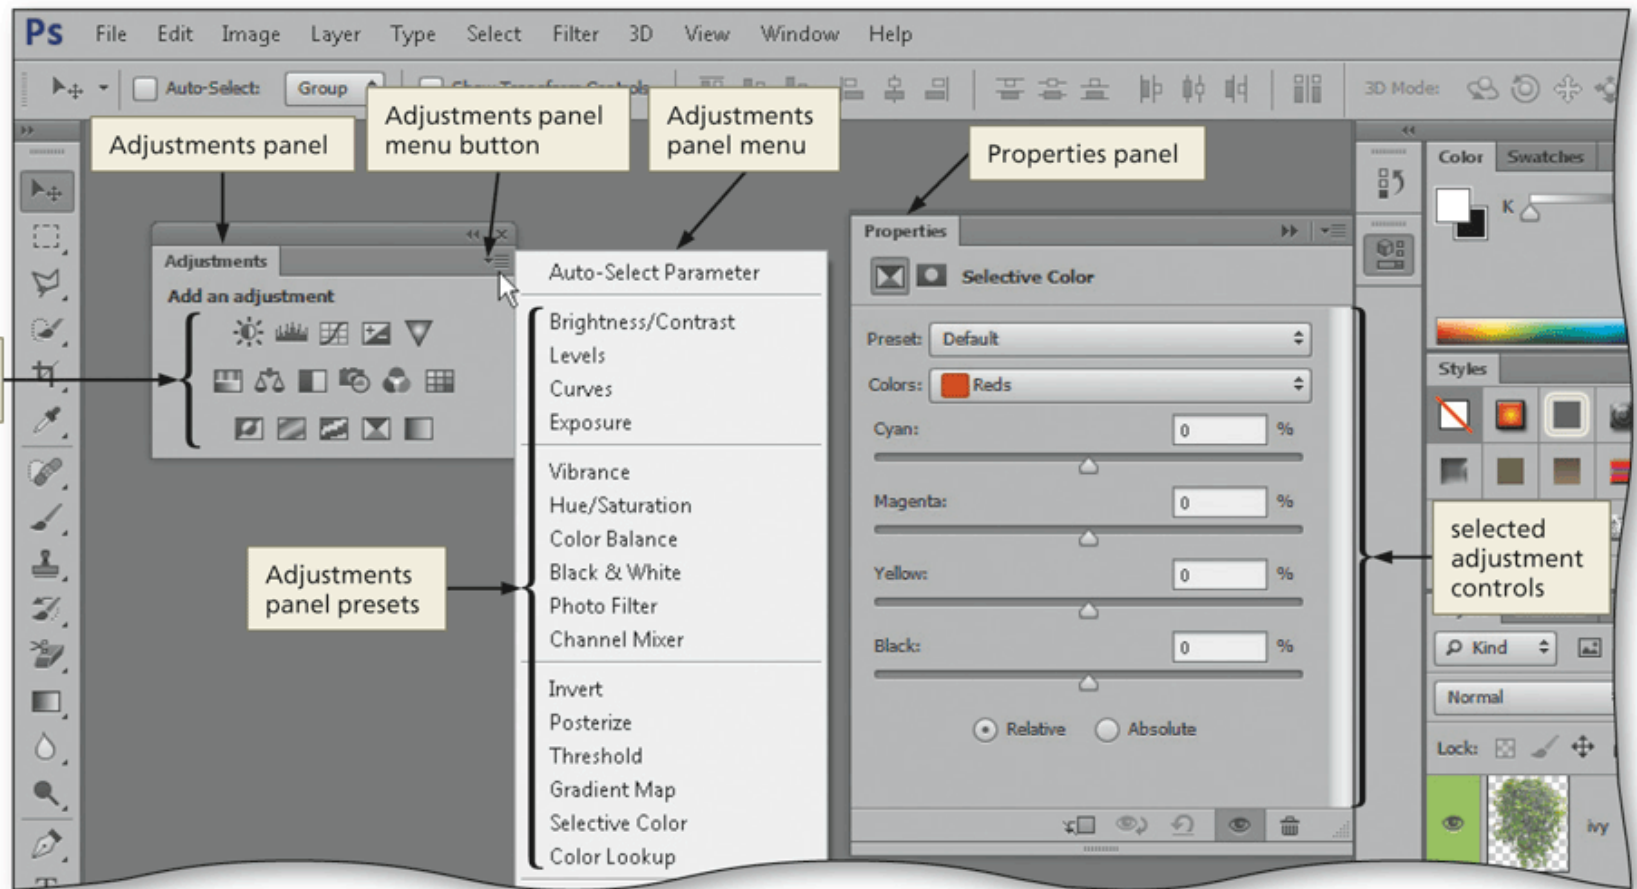 Ps File Edit Image Layer Type Select Filter 3D View Window Help
Auto-Select: Group 3D Mode:
Adjustments panel
Adjustments panel
menu button
Adjustments
panel menu
Properties panel
Adjustments
Add an adjustment
Auto-Select Parameter
Brightness/Contrast
Levels
Curves
Exposure
Vibrance
Hue/Saturation
Color Balance
Black & White
Photo Filter
Channel Mixer
Invert
Posterize
Threshold
Gradient Map
Selective Color
Color Lookup
Adjustments
panel presets
Properties
Selective Color
Preset: Default
Colors: Reds
Cyan: 0 %
Magenta: 0 %
Yellow: 0 %
Black: 0 %
Relative Absolute
Color Swatches
K
Styles
selected
adjustment
controls
Kind
Normal
Lock:
ivy